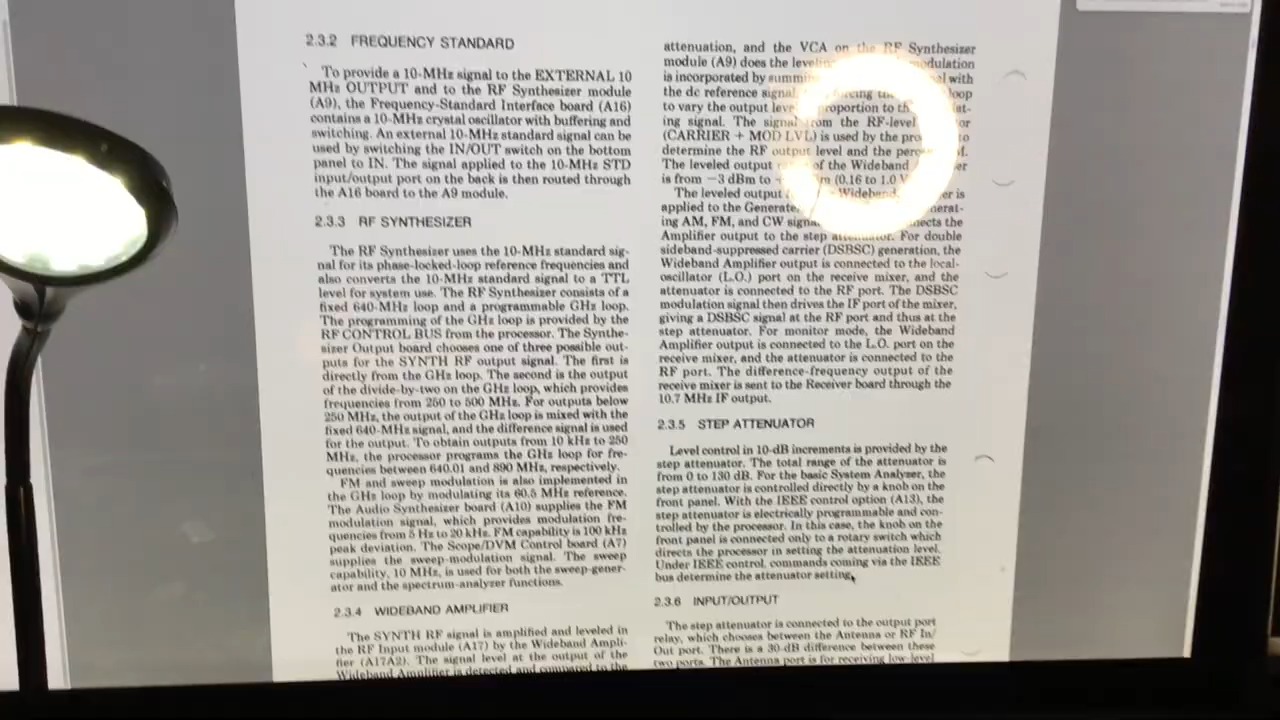 2.3.2 FREQUENCY STANDARD
To provide a 10-MHz signal to the EXTERNAL 10
MHz OUTPUT and to the RF Synthesizer module
(A9), the Frequency-Standard Interface board (A16)
contains a 10-MHz crystal oscillator with buffering and
switching. An external 10-MHz standard signal can be
used by switching the IN/OUT switch on the bottom
panel to IN. The signal applied to the 10-MHz STD
input/output port on the back is then routed through
the A16 board to the A9 module.
2.3.3 RF SYNTHESIZER
The RF Synthesizer uses the 10-MHz standard sig-
nal for its phase-locked-loop reference frequencies and
also converts the 10-MHz standard signal to a TTL
level for system use. The RF Synthesizer consists of a
fixed 640-MHz loop and a programmable GHz loop.
The programming of the GHz loop is provided by the
RF CONTROL BUS from the processor. The Synthe-
sizer Output board chooses one of three possible out-
puts for the SYNTH RF output signal. The first is
directly from the GHz loop. The second is the output
of the divide-by-two on the GHz loop, which provides
frequencies from 250 to 500 MHz. For outputs below
250 MHz, the output of the GHz loop is mixed with the
fixed 640-MHz signal, and the difference signal is used
for the output. To obtain outputs from 10 kHz to 250
MHz, the processor programs the GHz loop for fre-
quencies between 640.01 and 890 MHz, respectively.
FM and sweep modulation is also implemented in
the GHz loop by modulating its 60.5 MHz reference.
The Audio Synthesizer board (A10) supplies the FM
modulation signal, which provides modulation fre-
quencies from 5 Hz to 20 kHz. FM capability is 100 kHz
peak deviation. The Scope/DVM Control board (A7)
supplies the sweep-modulation signal. The sweep
capability, 10 MHz, is used for both the sweep-gener-
ator and the spectrum-analyzer functions.
2.3.4 WIDEBAND AMPLIFIER
The SYNTH RF signal is amplified and leveled in
the RF Input module (A17) by the Wideband Ampli-
fier (A17A2). The signal level at the output of the
Wideband Amplifier is detected and compared to the
attenuation, and the VCA on the RF Synthesizer
module (A9) does the
is incorporated by with
the dc reference signal, loop
to vary the output proportion to
ing signal. The signal from the RF-level
(CARRIER + MOD LVL) is used by the
determine the RF output level and the
The leveled output of the Wideband
is from −3 dBm to (0.16 to 1.0
The leveled output Wideband is
applied to the
ing AM, FM, and CW the
Amplifier output to the step attenuator. For double
sideband-suppressed carrier (DSBSC) generation, the
Wideband Amplifier output is connected to the local-
oscillator (L.O.) port on the receive mixer, and the
attenuator is connected to the RF port. The DSBSC
modulation signal then drives the IF port of the mixer,
giving a DSBSC signal at the RF port and thus at the
step attenuator. For monitor mode, the Wideband
Amplifier output is connected to the L.O. port on the
receive mixer, and the attenuator is connected to the
RF port. The difference-frequency output of the
receive mixer is sent to the Receiver board through the
10.7 MHz IF output.
2.3.5 STEP ATTENUATOR
Level control in 10-dB increments is provided by the
step attenuator. The total range of the attenuator is
from 0 to 130 dB. For the basic System Analyzer, the
step attenuator is controlled directly by a knob on the
front panel. With the IEEE control option (A13), the
step attenuator is electrically programmable and con-
trolled by the processor. In this case, the knob on the
front panel is connected only to a rotary switch which
directs the processor in setting the attenuation level.
Under IEEE control, commands coming via the IEEE
bus determine the attenuator setting.
2.3.6 INPUT/OUTPUT
The step attenuator is connected to the output port
relay, which chooses between the Antenna or RF In/
Out port. There is a 30-dB difference between these
two ports. The Antenna port is for receiving low-level